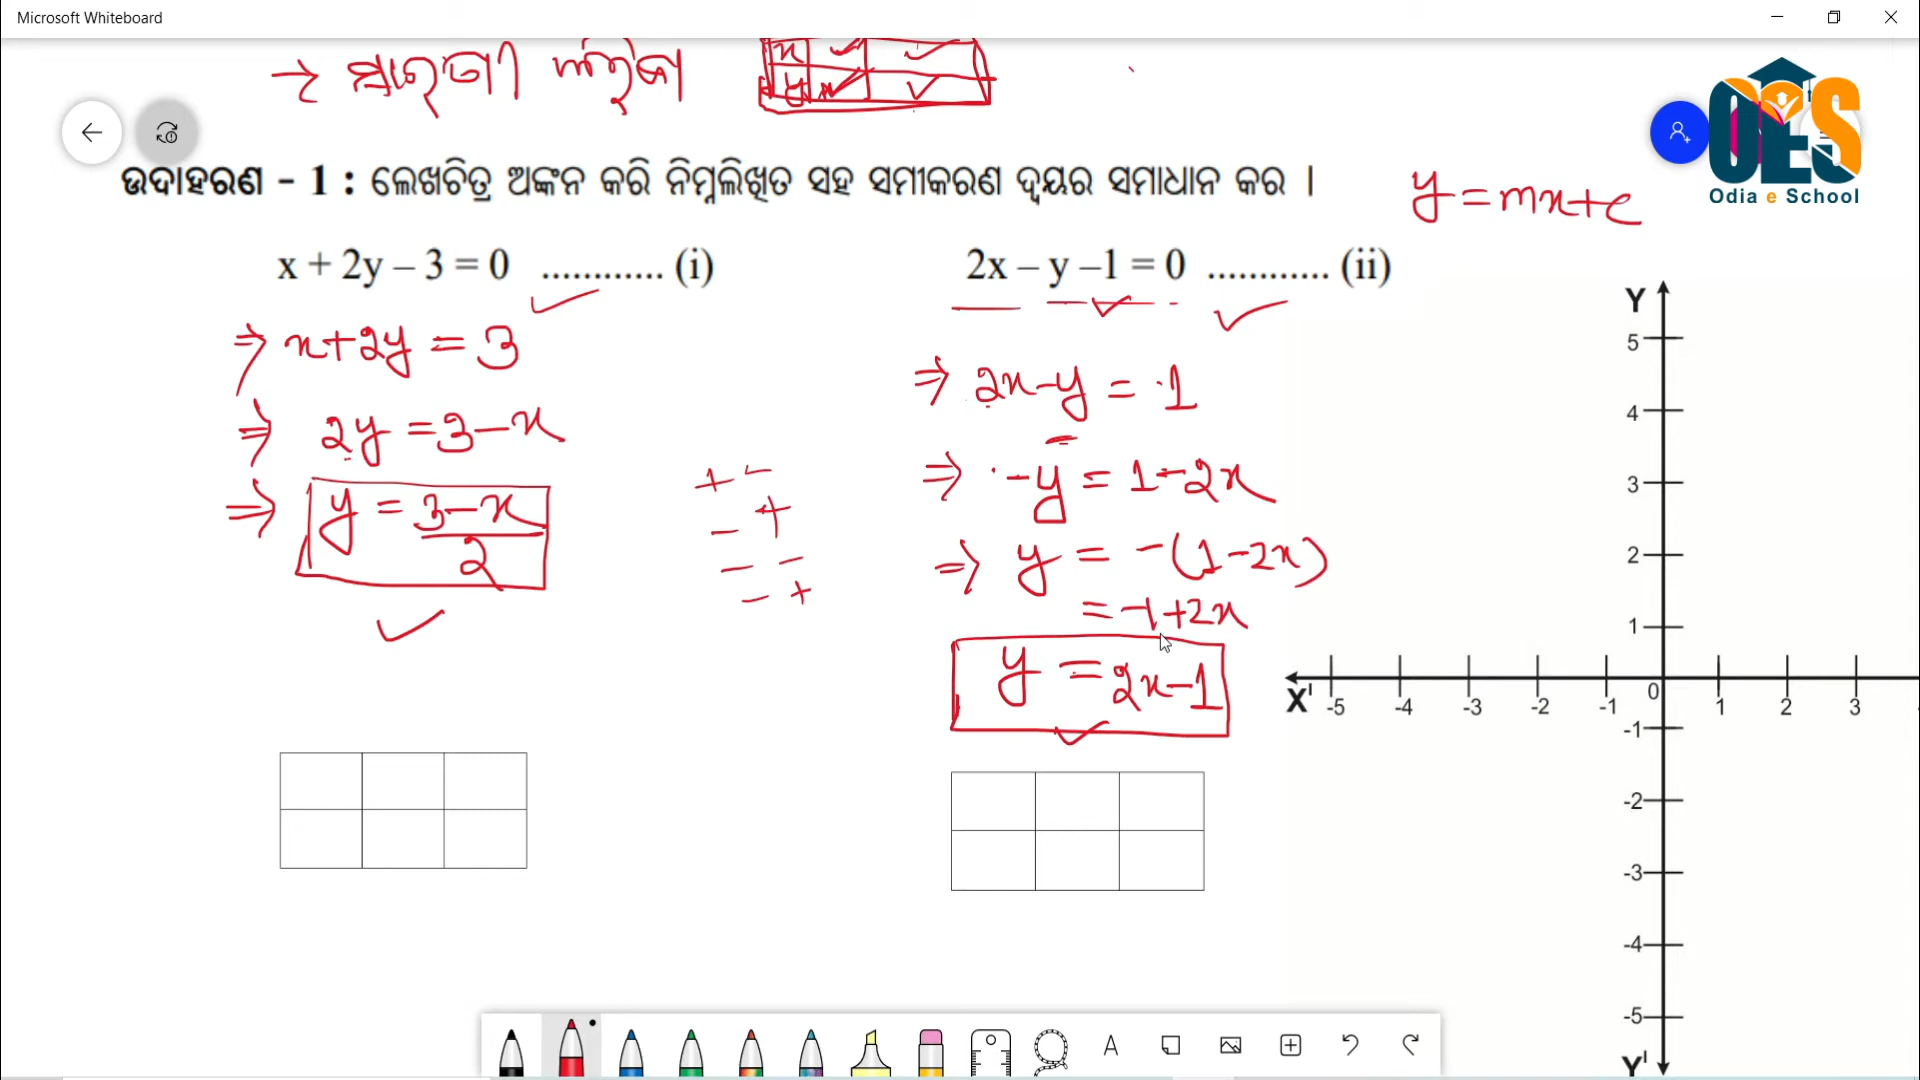 Microsoft Whiteboard
x
y
OES
Odia e School
ଉଦାହରଣ - 1 : ଲେଖଚିତ୍ର ଅଙ୍କନ କରି ନିମ୍ନଲିଖିତ ସହ ସମୀକରଣ ଦ୍ୱୟର ସମାଧାନ କର ।
y = mx+c
x + 2y – 3 = 0 ............ (i)
2x – y –1 = 0 ............ (ii)
⇒ x+2y = 3
⇒ 2y = 3-x
⇒ y = 3-x
2
+ -
- +
- -
- +
⇒ 2x-y = 1
⇒ -y = 1-2x
⇒ y = -(1-2x)
= -1+2x
y = 2x-1
Y
5
4
3
2
1
X' -5 -4 -3 -2 -1 0 1 2 3
-1
-2
-3
-4
-5
Y'
A